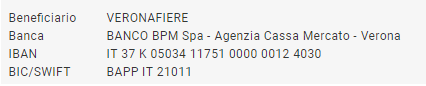 Beneficiario VERONAFIERE
Banca BANCO BPM Spa - Agenzia Cassa Mercato - Verona
IBAN IT 37 K 05034 11751 0000 0012 4030
BIC/SWIFT BAPP IT 21011